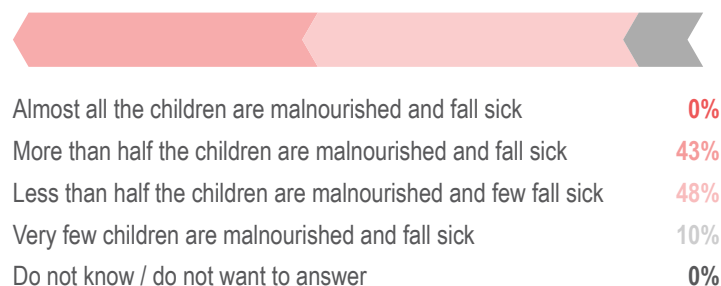 Almost all the children are malnourished and fall sick 0%
More than half the children are malnourished and fall sick 43%
Less than half the children are malnourished and few fall sick 48%
Very few children are malnourished and fall sick 10%
Do not know / do not want to answer 0%